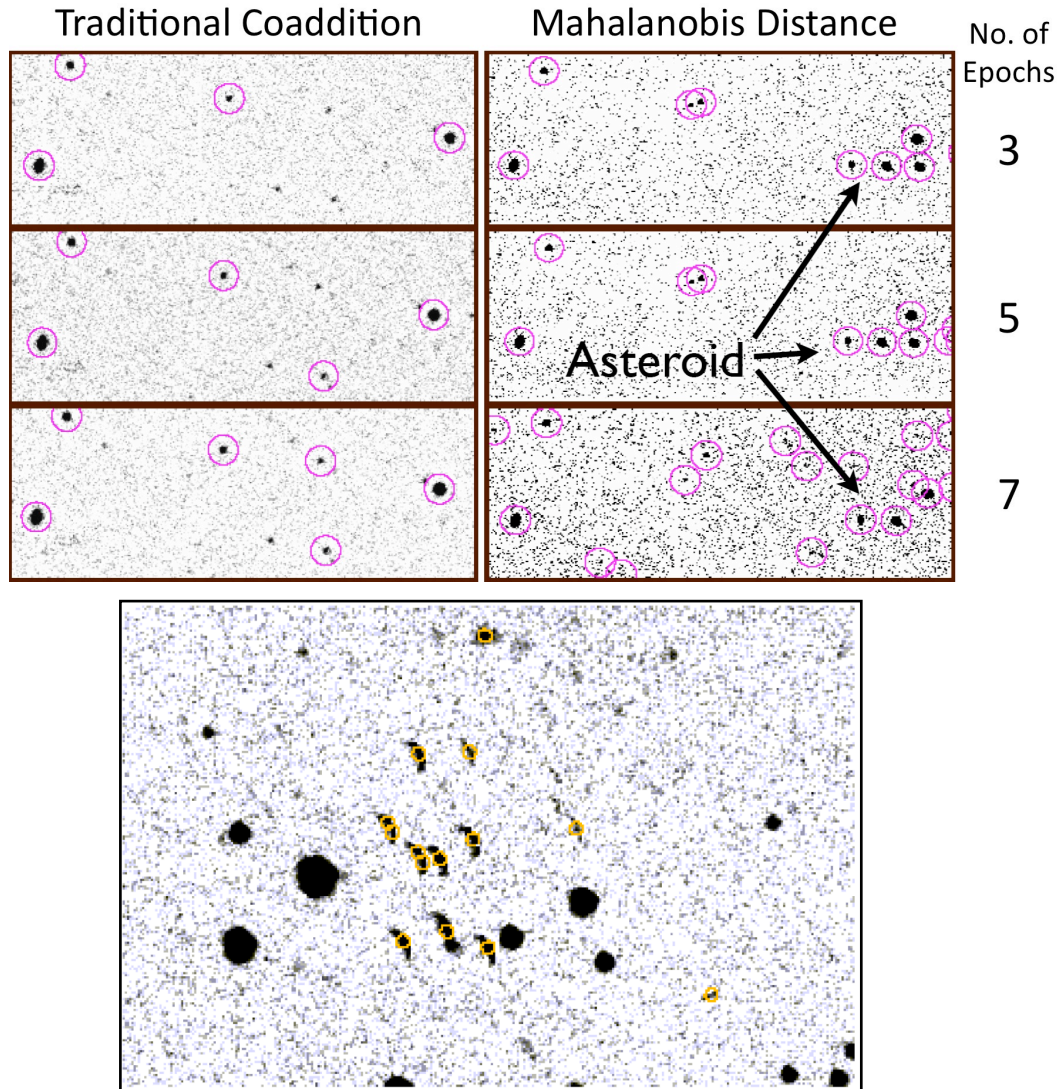 Traditional Coaddition
Mahalanobis Distance
No. of
Epochs
3
5
Asteroid
7